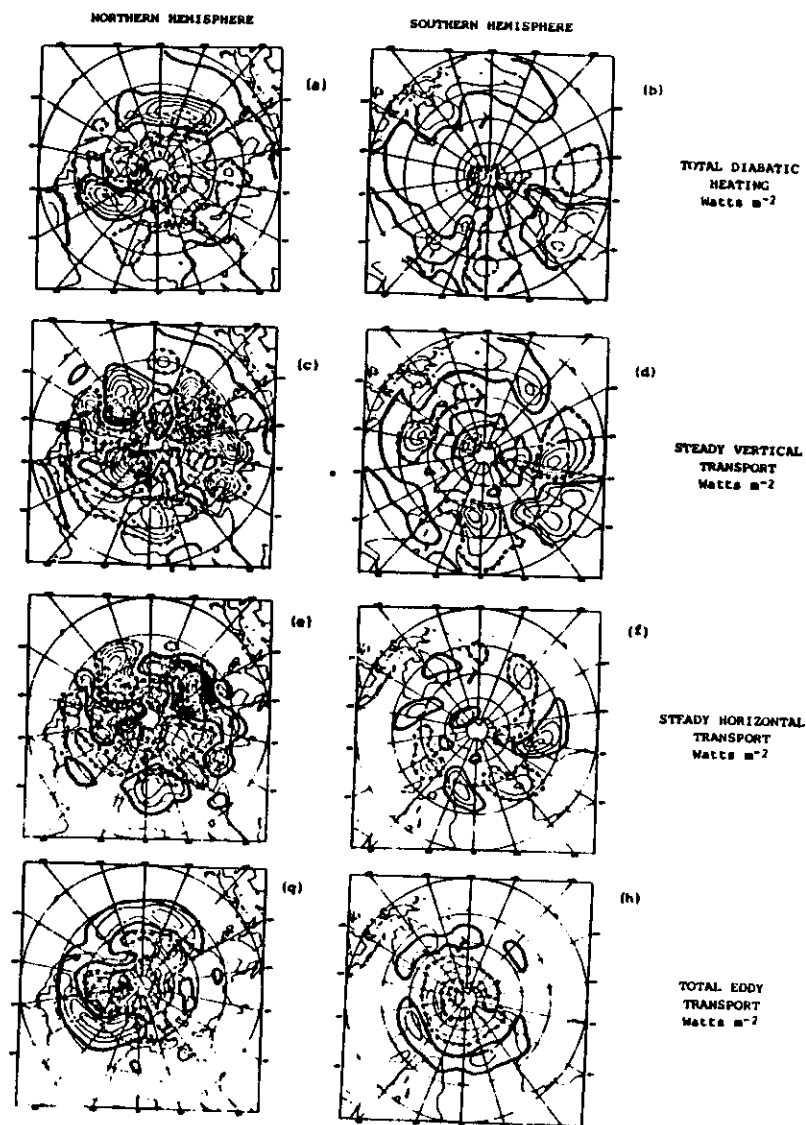 NORTHERN HEMISPHERE
SOUTHERN HEMISPHERE
(a)
(b)
TOTAL DIABATIC
HEATING
Watts m-2
(c)
(d)
STEADY VERTICAL
TRANSPORT
Watts m-2
(e)
(f)
STEADY HORIZONTAL
TRANSPORT
Watts m-2
(g)
(h)
TOTAL EDDY
TRANSPORT
Watts m-2